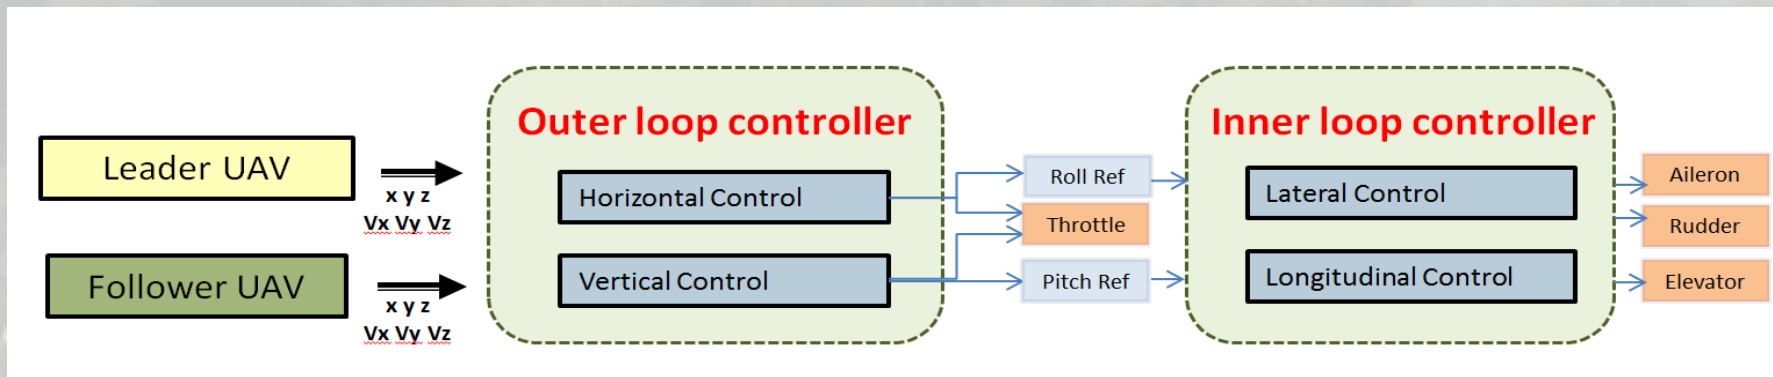 Leader UAV
x y z
Vx Vy Vz
Follower UAV
x y z
Vx Vy Vz
Outer loop controller
Horizontal Control
Vertical Control
Roll Ref
Throttle
Pitch Ref
Inner loop controller
Lateral Control
Longitudinal Control
Aileron
Rudder
Elevator